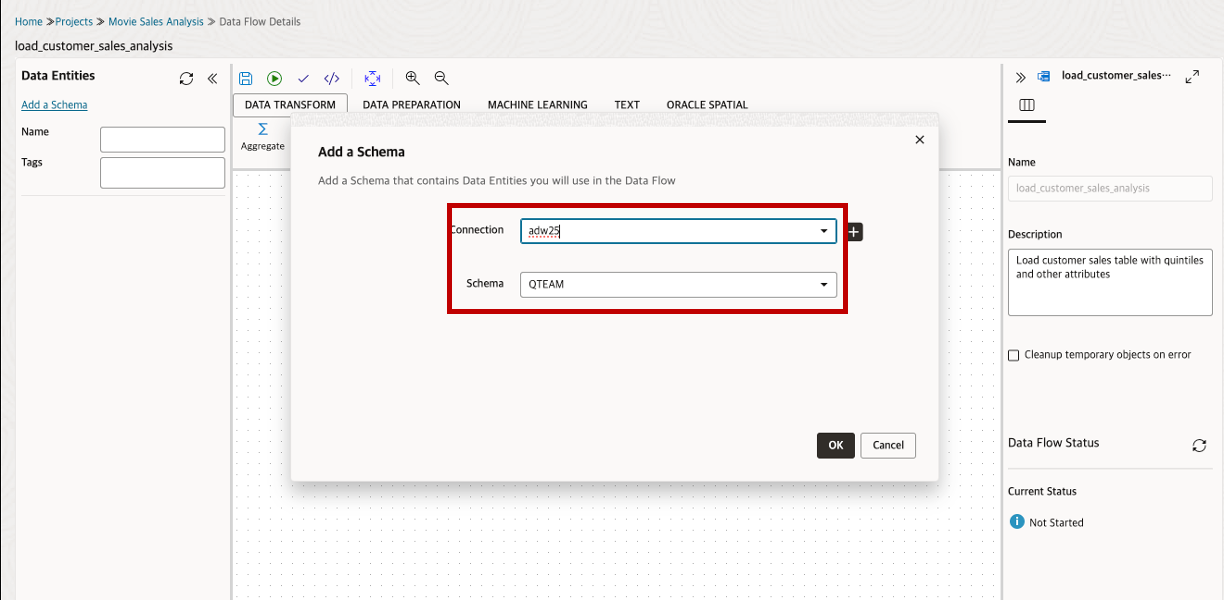 Home ≫ Projects ≫ Movie Sales Analysis ≫ Data Flow Details
load_customer_sales_analysis
Data Entities
Add a Schema
Name
Tags
DATA TRANSFORM DATA PREPARATION MACHINE LEARNING TEXT ORACLE SPATIAL
Aggregate
Add a Schema
Add a Schema that contains Data Entities you will use in the Data Flow
Connection adw25
Schema QTEAM
OK Cancel
load_customer_sales···
Name
load_customer_sales_analysis
Description
Load customer sales table with quintiles
and other attributes
Cleanup temporary objects on error
Data Flow Status
Current Status
Not Started